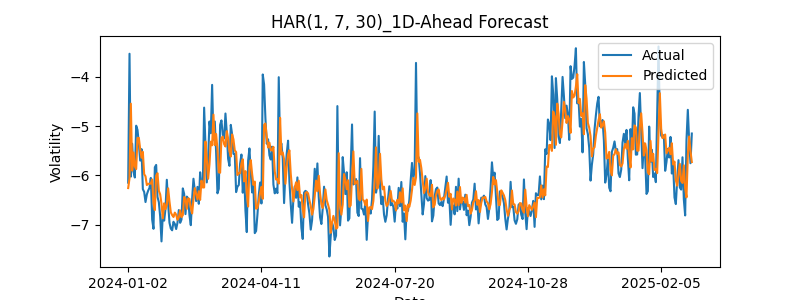 HAR(1, 7, 30)_1D-Ahead Forecast
Actual
Predicted
Volatility
−4
−5
−6
−7
2024-01-02 2024-04-11 2024-07-20 2024-10-28 2025-02-05